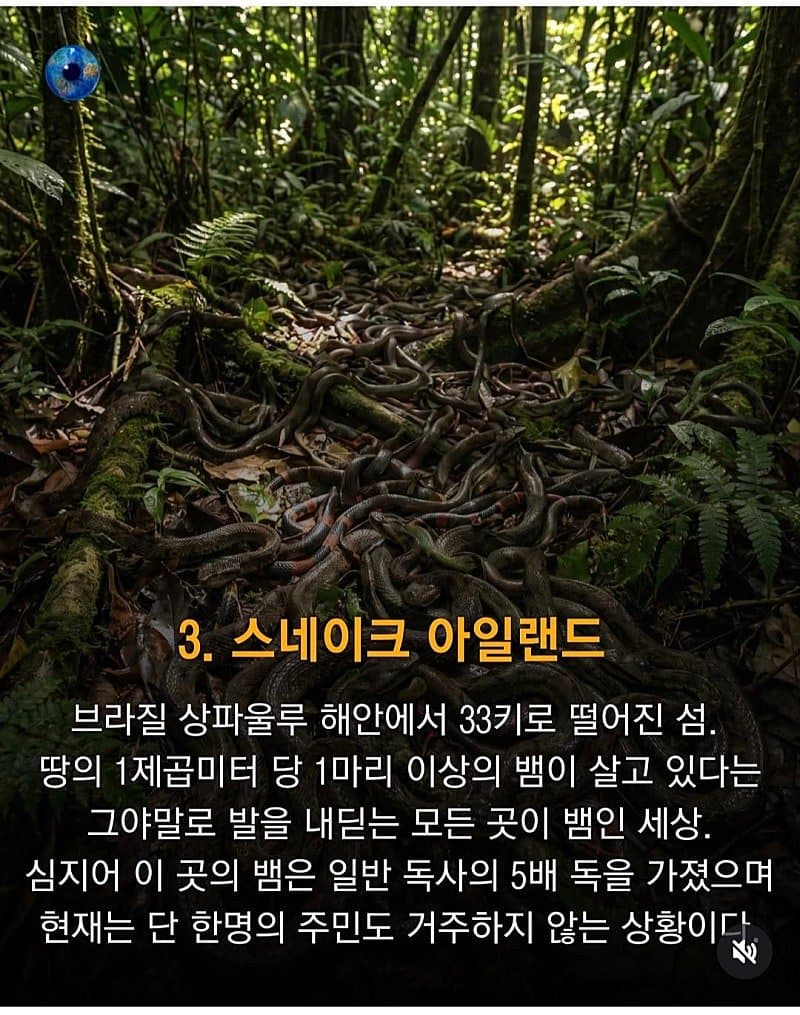 3. 스네이크 아일랜드
브라질 상파울루 해안에서 33키로 떨어진 섬.
땅의 1제곱미터 당 1마리 이상의 뱀이 살고 있다는
그야말로 발을 내딛는 모든 곳이 뱀인 세상.
심지어 이 곳의 뱀은 일반 독사의 5배 독을 가졌으며
현재는 단 한명의 주민도 거주하지 않는 상황이다.